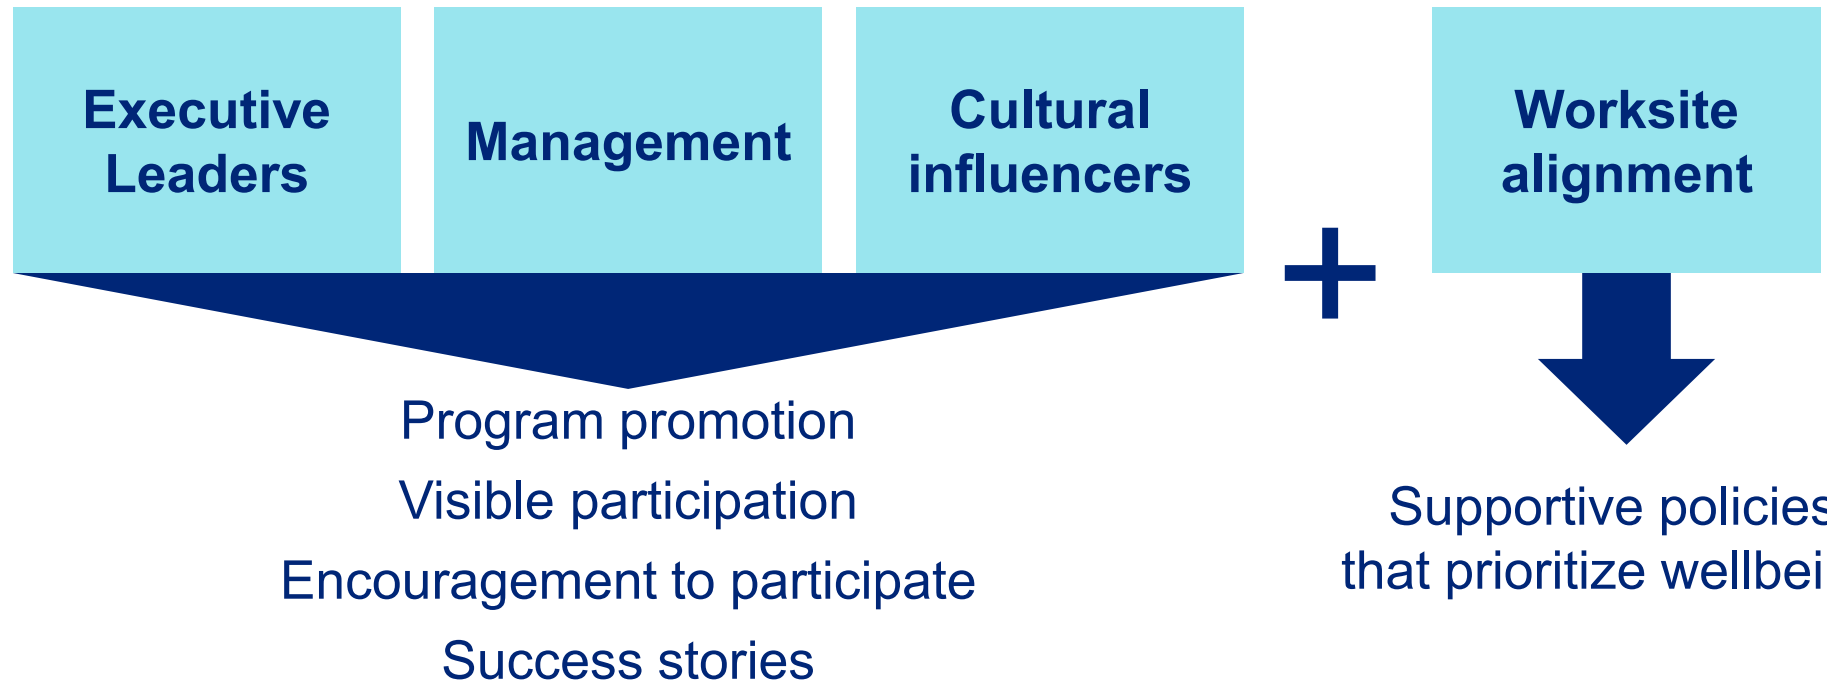 Executive
Leaders
Management
Cultural
influencers
+
Worksite
alignment
Program promotion
Visible participation
Encouragement to participate
Success stories
Supportive policies
that prioritize wellbei